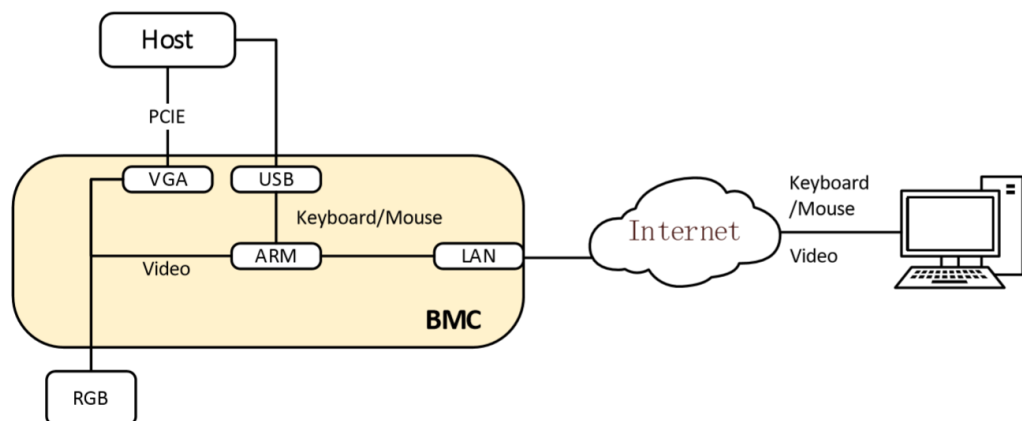 Host
PCIE
VGA
USB
Keyboard/Mouse
Video
ARM
LAN
BMC
RGB
Internet
Keyboard
/Mouse
Video